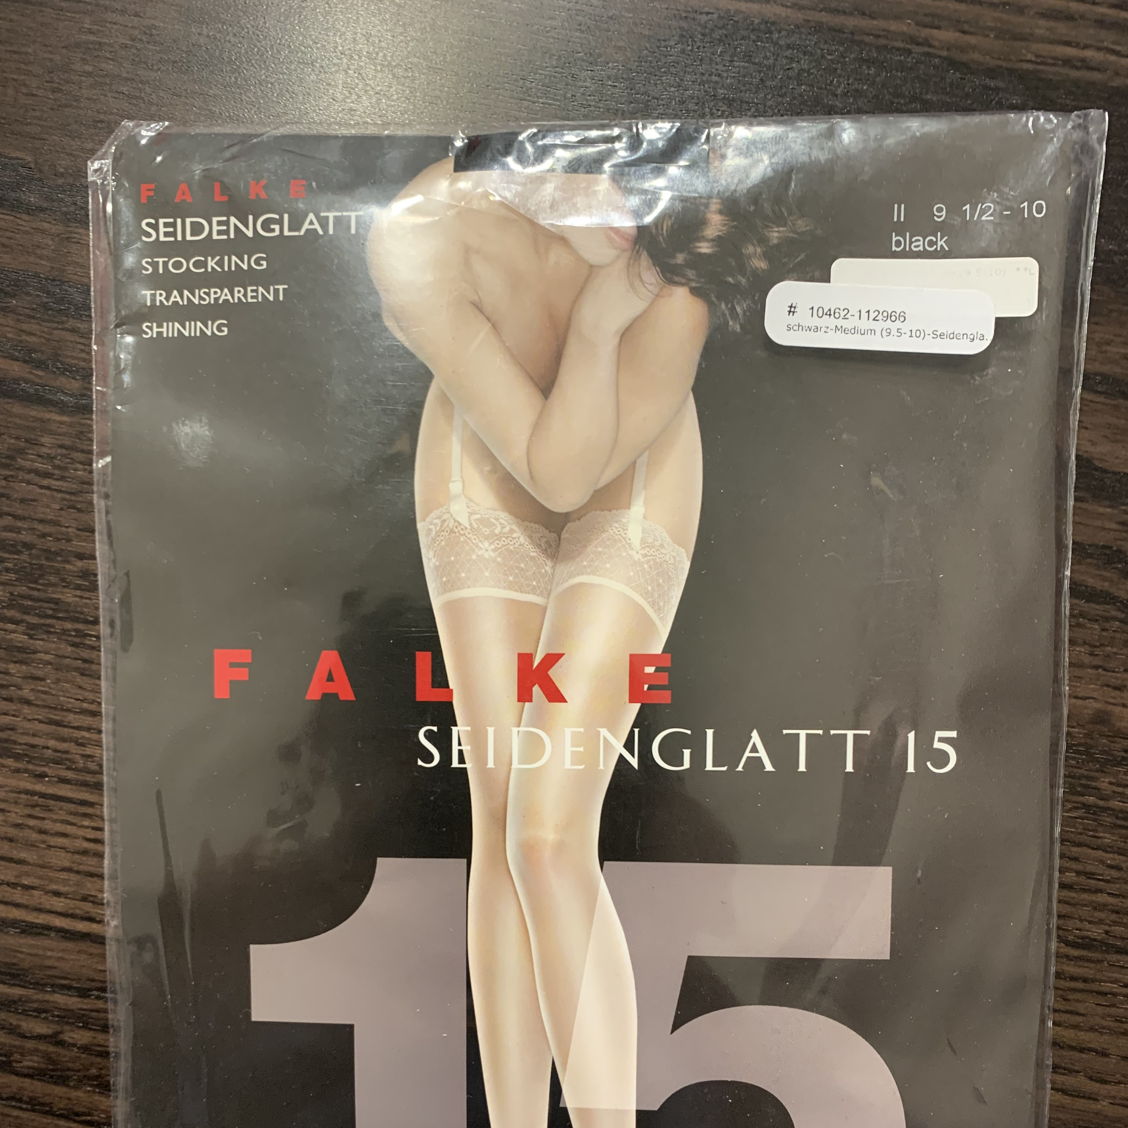 FALKE
SEIDENGLATT
STOCKING
TRANSPARENT
SHINING
II 9 1/2 - 10
black
# 10462-112966
schwarz-Medium (9.5-10)-Seidengla.
FALKE
SEIDENGLATT 15
15